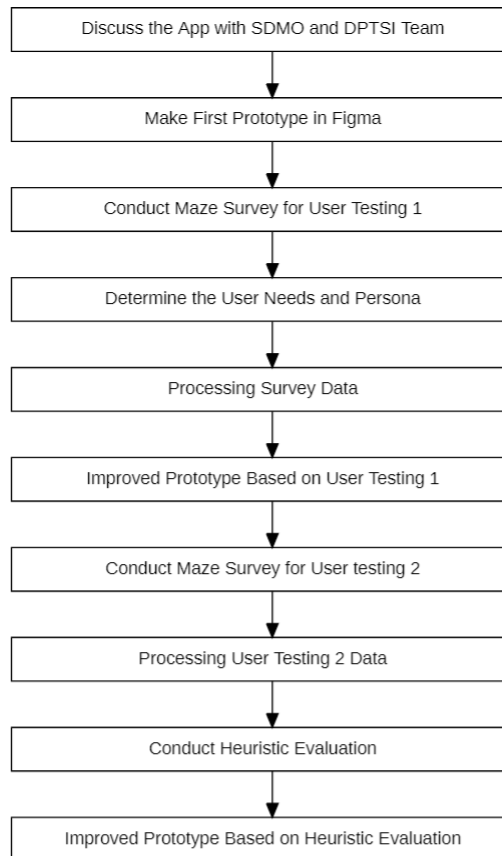 Discuss the App with SDMO and DPTSI Team
Make First Prototype in Figma
Conduct Maze Survey for User Testing 1
Determine the User Needs and Persona
Processing Survey Data
Improved Prototype Based on User Testing 1
Conduct Maze Survey for User testing 2
Processing User Testing 2 Data
Conduct Heuristic Evaluation
Improved Prototype Based on Heuristic Evaluation